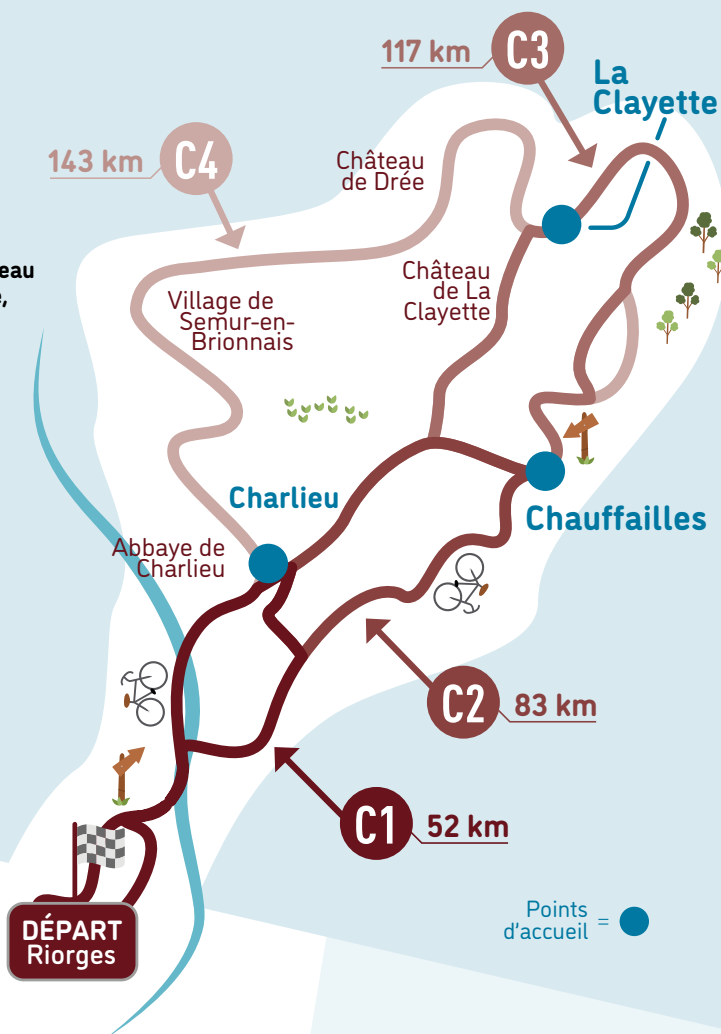 117 km
C3
La
Clayette
143 km
C4
Château
de Drée
eau
e,
Château
de La
Clayette
Village de
Semur-en-
Brionnais
Charlieu
Chauffailles
Abbaye de
Charlieu
C2
83 km
C1
52 km
DÉPART
Riorges
Points
d'accueil =